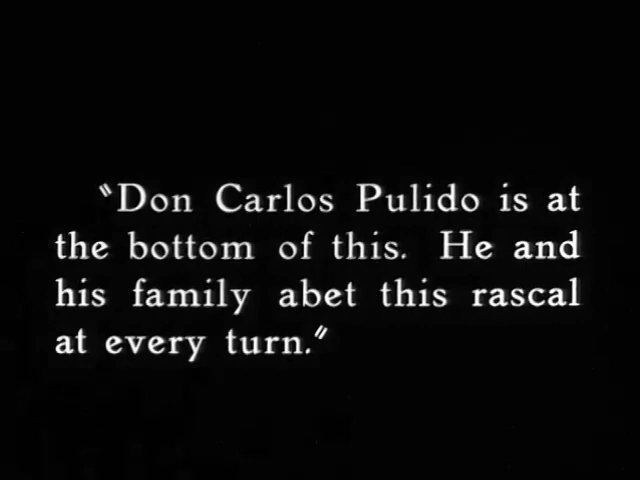 "Don Carlos Pulido is at
the bottom of this. He and
his family abet this rascal
at every turn."